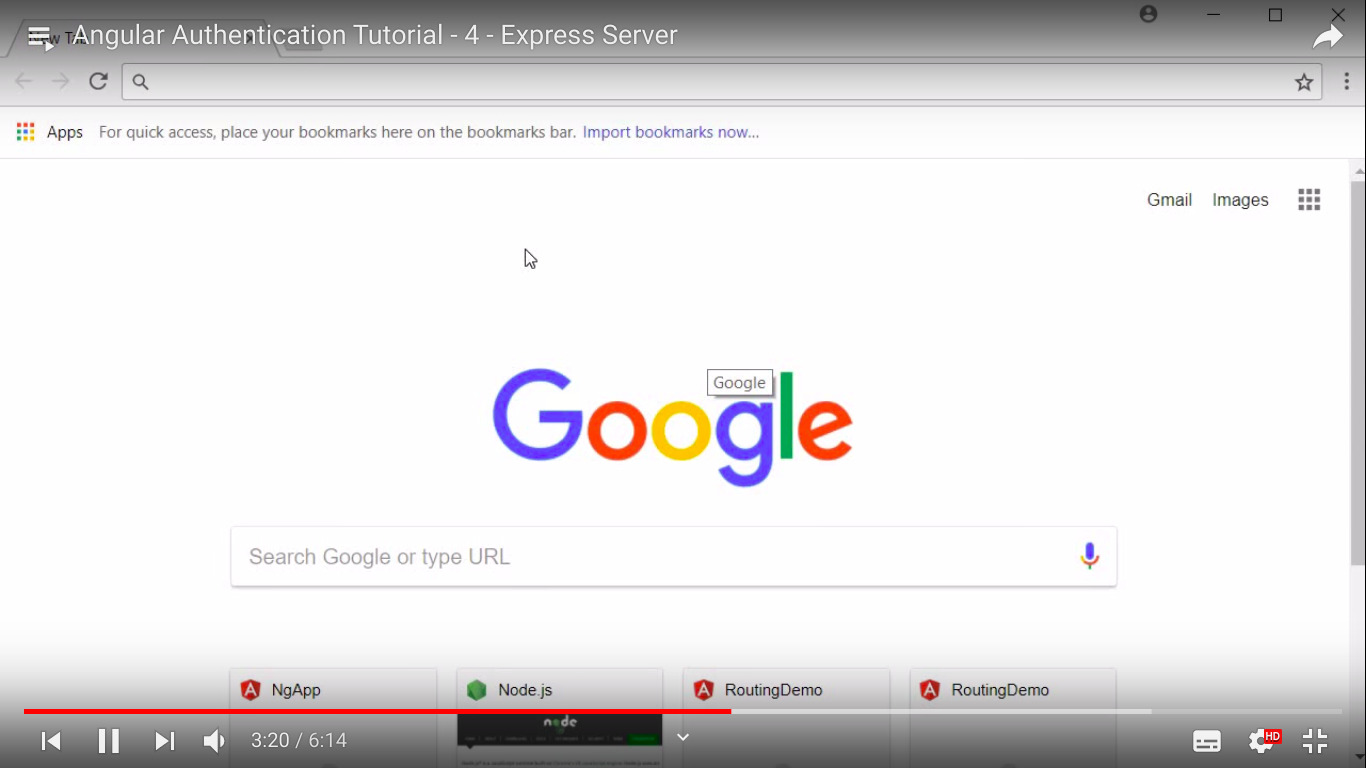 Angular Authentication Tutorial - 4 - Express Server
Apps For quick access, place your bookmarks here on the bookmarks bar. Import bookmarks now...
Gmail Images
Google
Google
Search Google or type URL
NgApp Node.js RoutingDemo RoutingDemo
node
3:20 / 6:14 HD